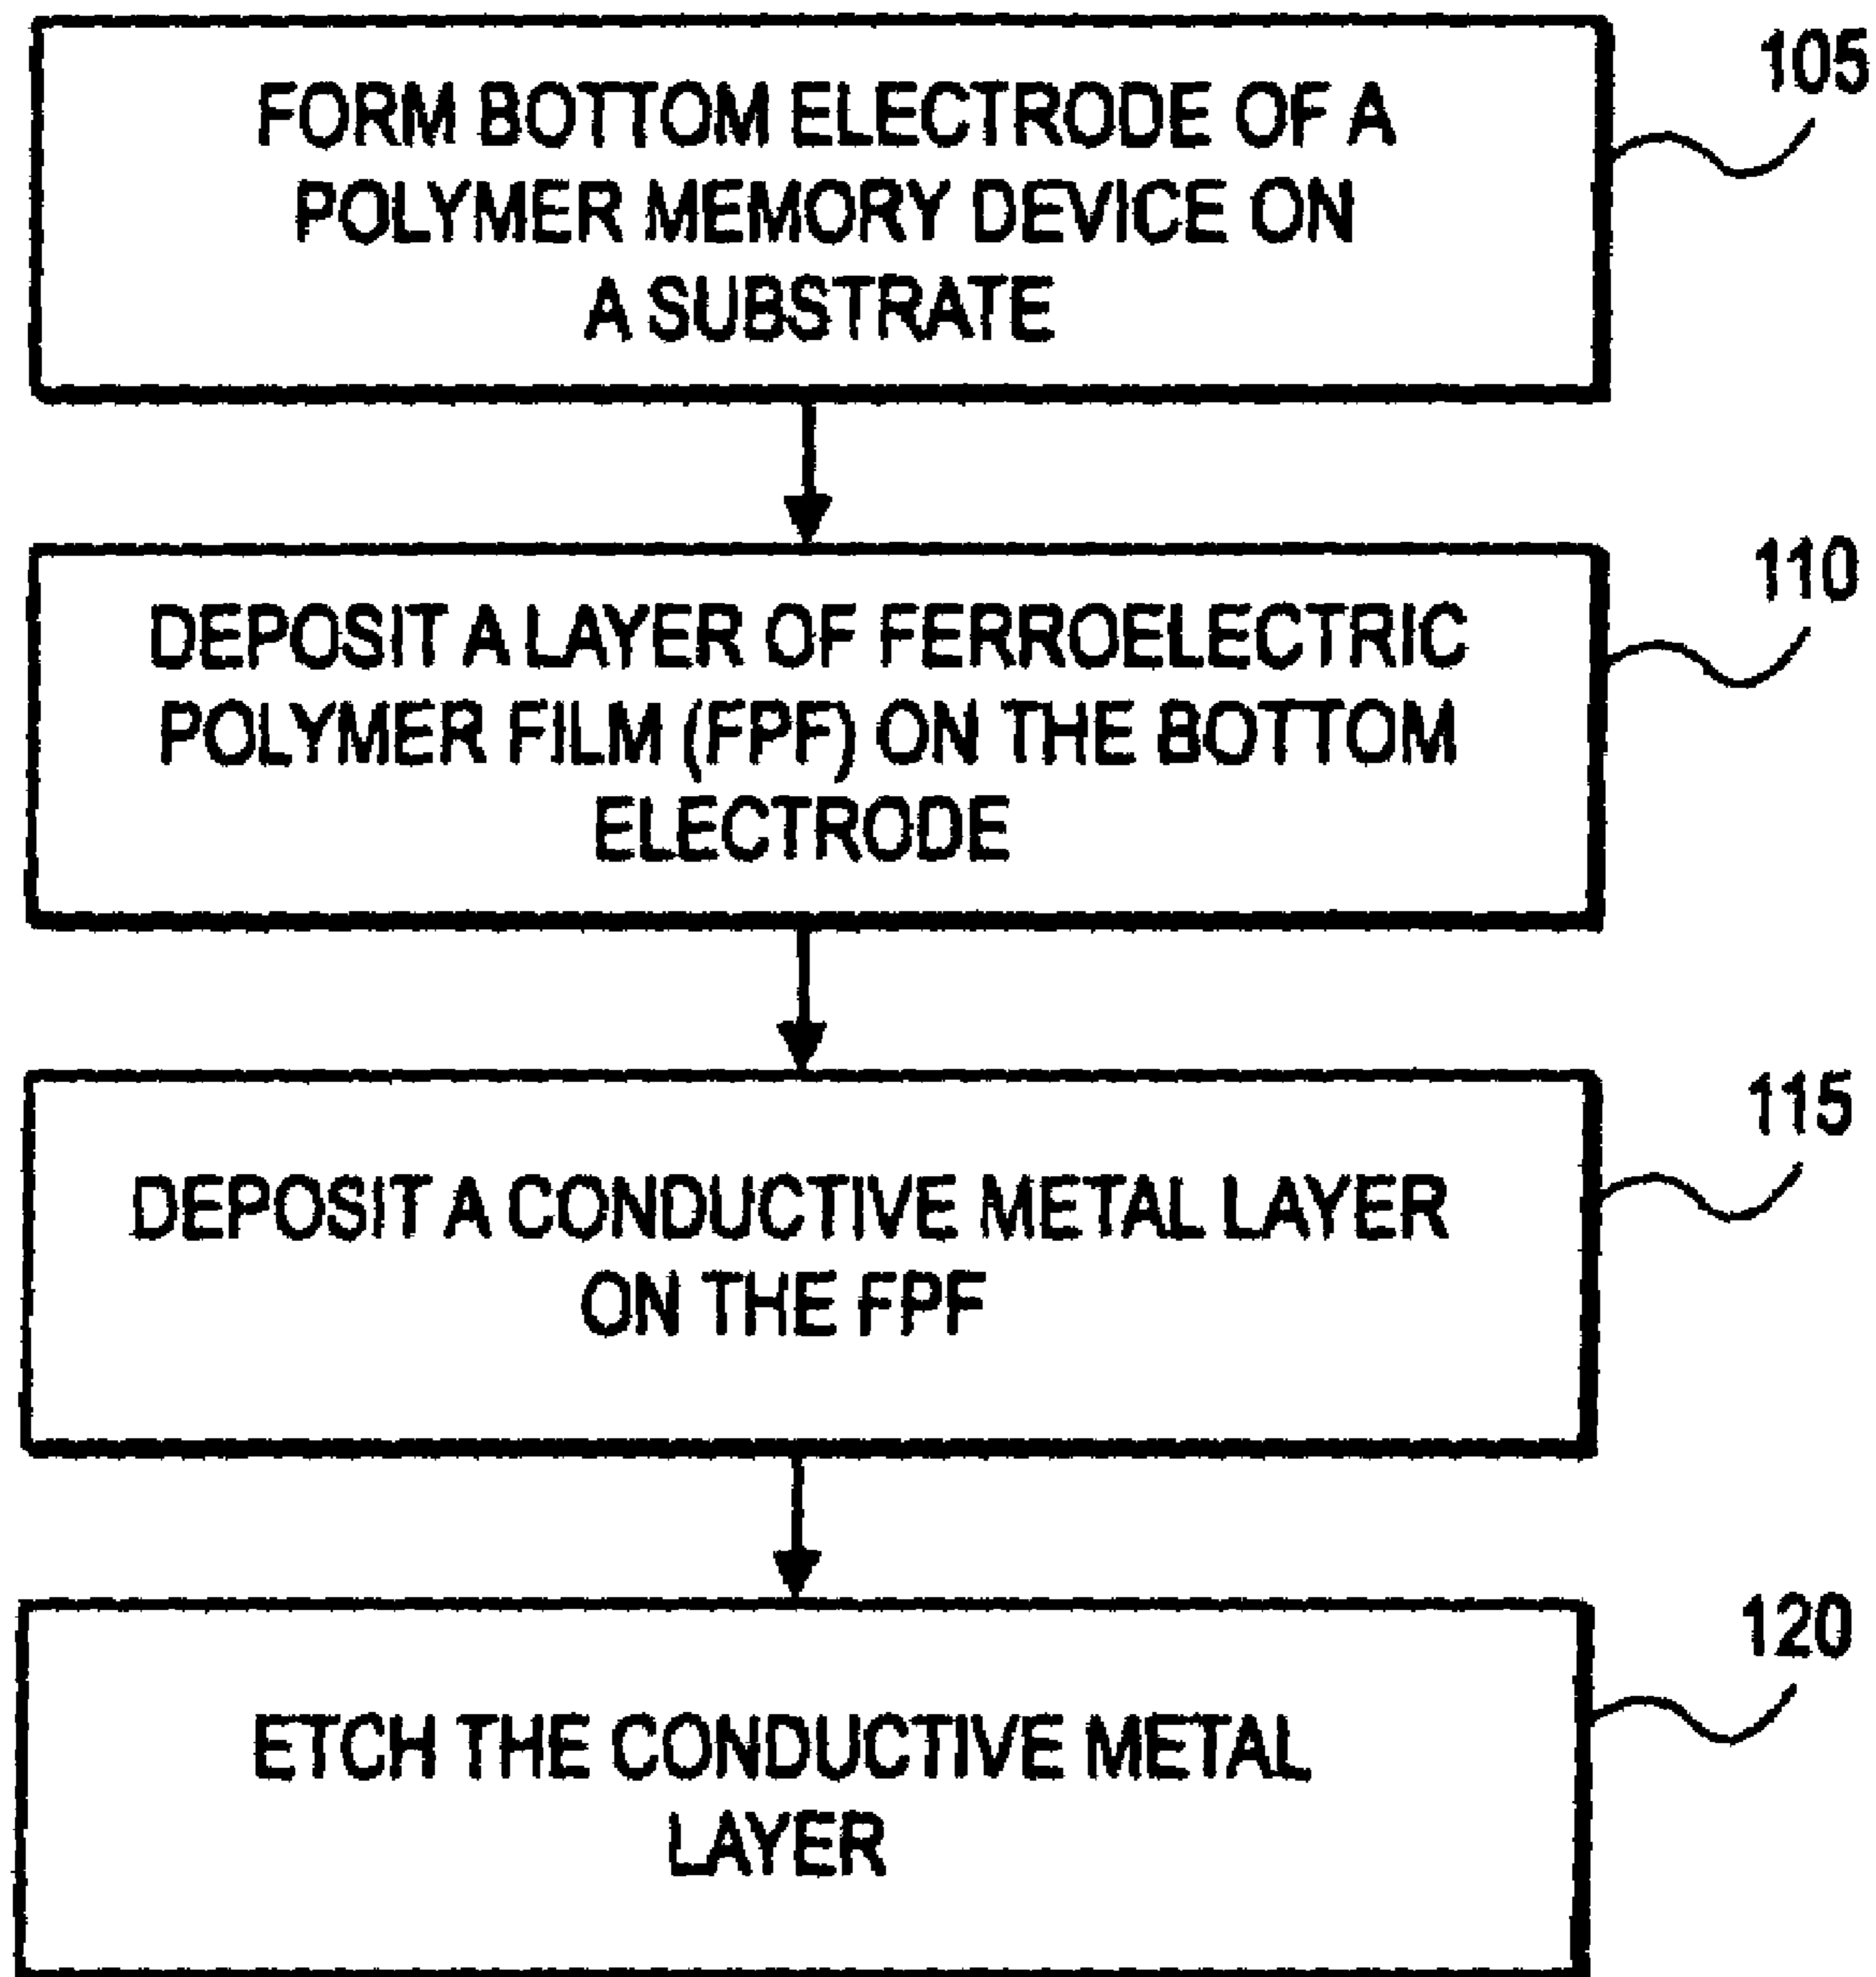 105
FORM BOTTOM ELECTRODE OF A
POLYMER MEMORY DEVICE ON
A SUBSTRATE
110
DEPOSIT A LAYER OF FERROELECTRIC
POLYMER FILM (FPF) ON THE BOTTOM
ELECTRODE
115
DEPOSIT A CONDUCTIVE METAL LAYER
ON THE FPF
120
ETCH THE CONDUCTIVE METAL
LAYER